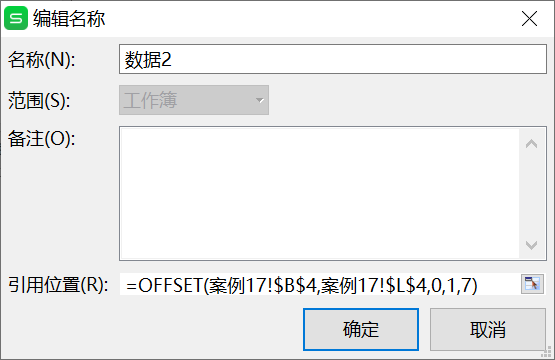 编辑名称
名称(N): 数据2
范围(S): 工作簿
备注(O):
引用位置(R): =OFFSET(案例17!$B$4,案例17!$L$4,0,1,7)
确定 取消